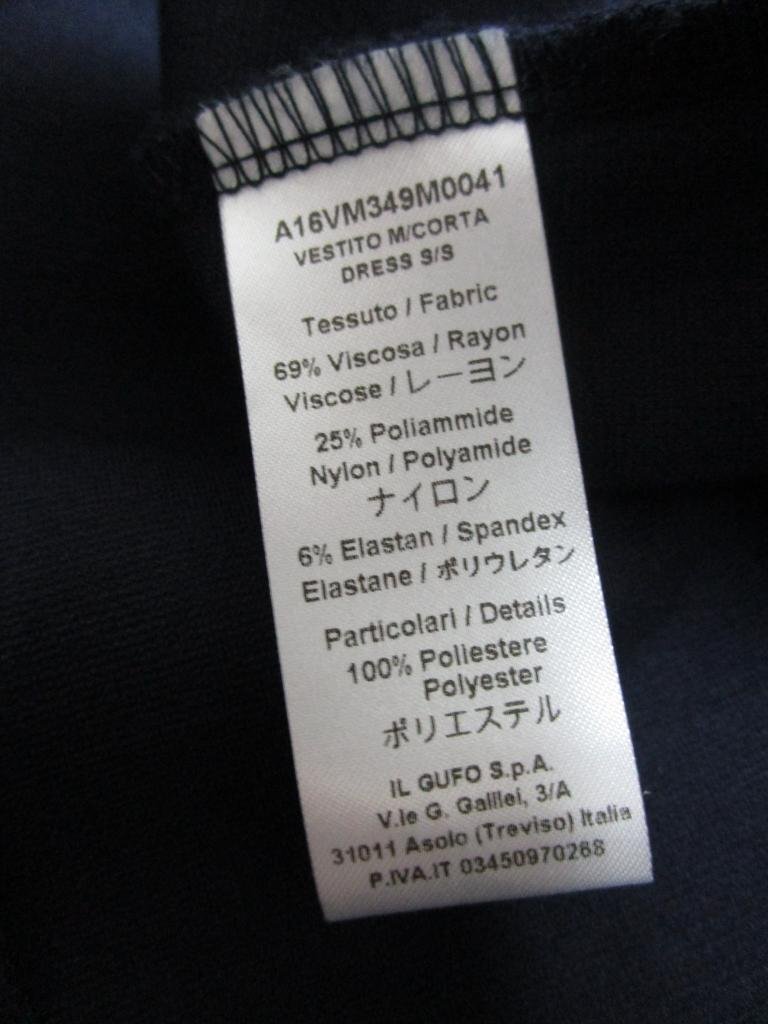 A16VM349M0041
VESTITO M/CORTA
DRESS S/S
Tessuto / Fabric
69% Viscosa / Rayon
Viscose / レーヨン
25% Poliammide
Nylon / Polyamide
ナイロン
6% Elastan / Spandex
Elastane / ポリウレタン
Particolari / Details
100% Poliestere
Polyester
ポリエステル
IL GUFO S.p.A.
V.le G. Galilei, 3/A
31011 Asolo (Treviso) Italia
P.IVA.IT 03450970268